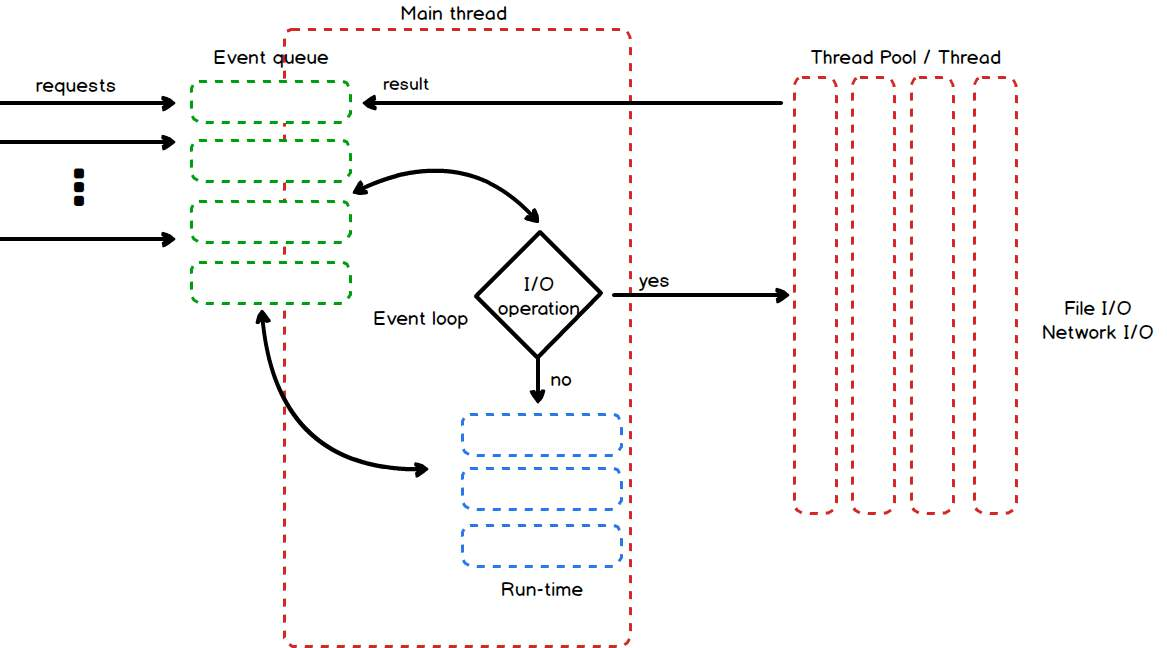 Main thread
Event queue
Thread Pool / Thread
requests
result
I/O
operation
yes
Event loop
File I/O
Network I/O
no
Run-time